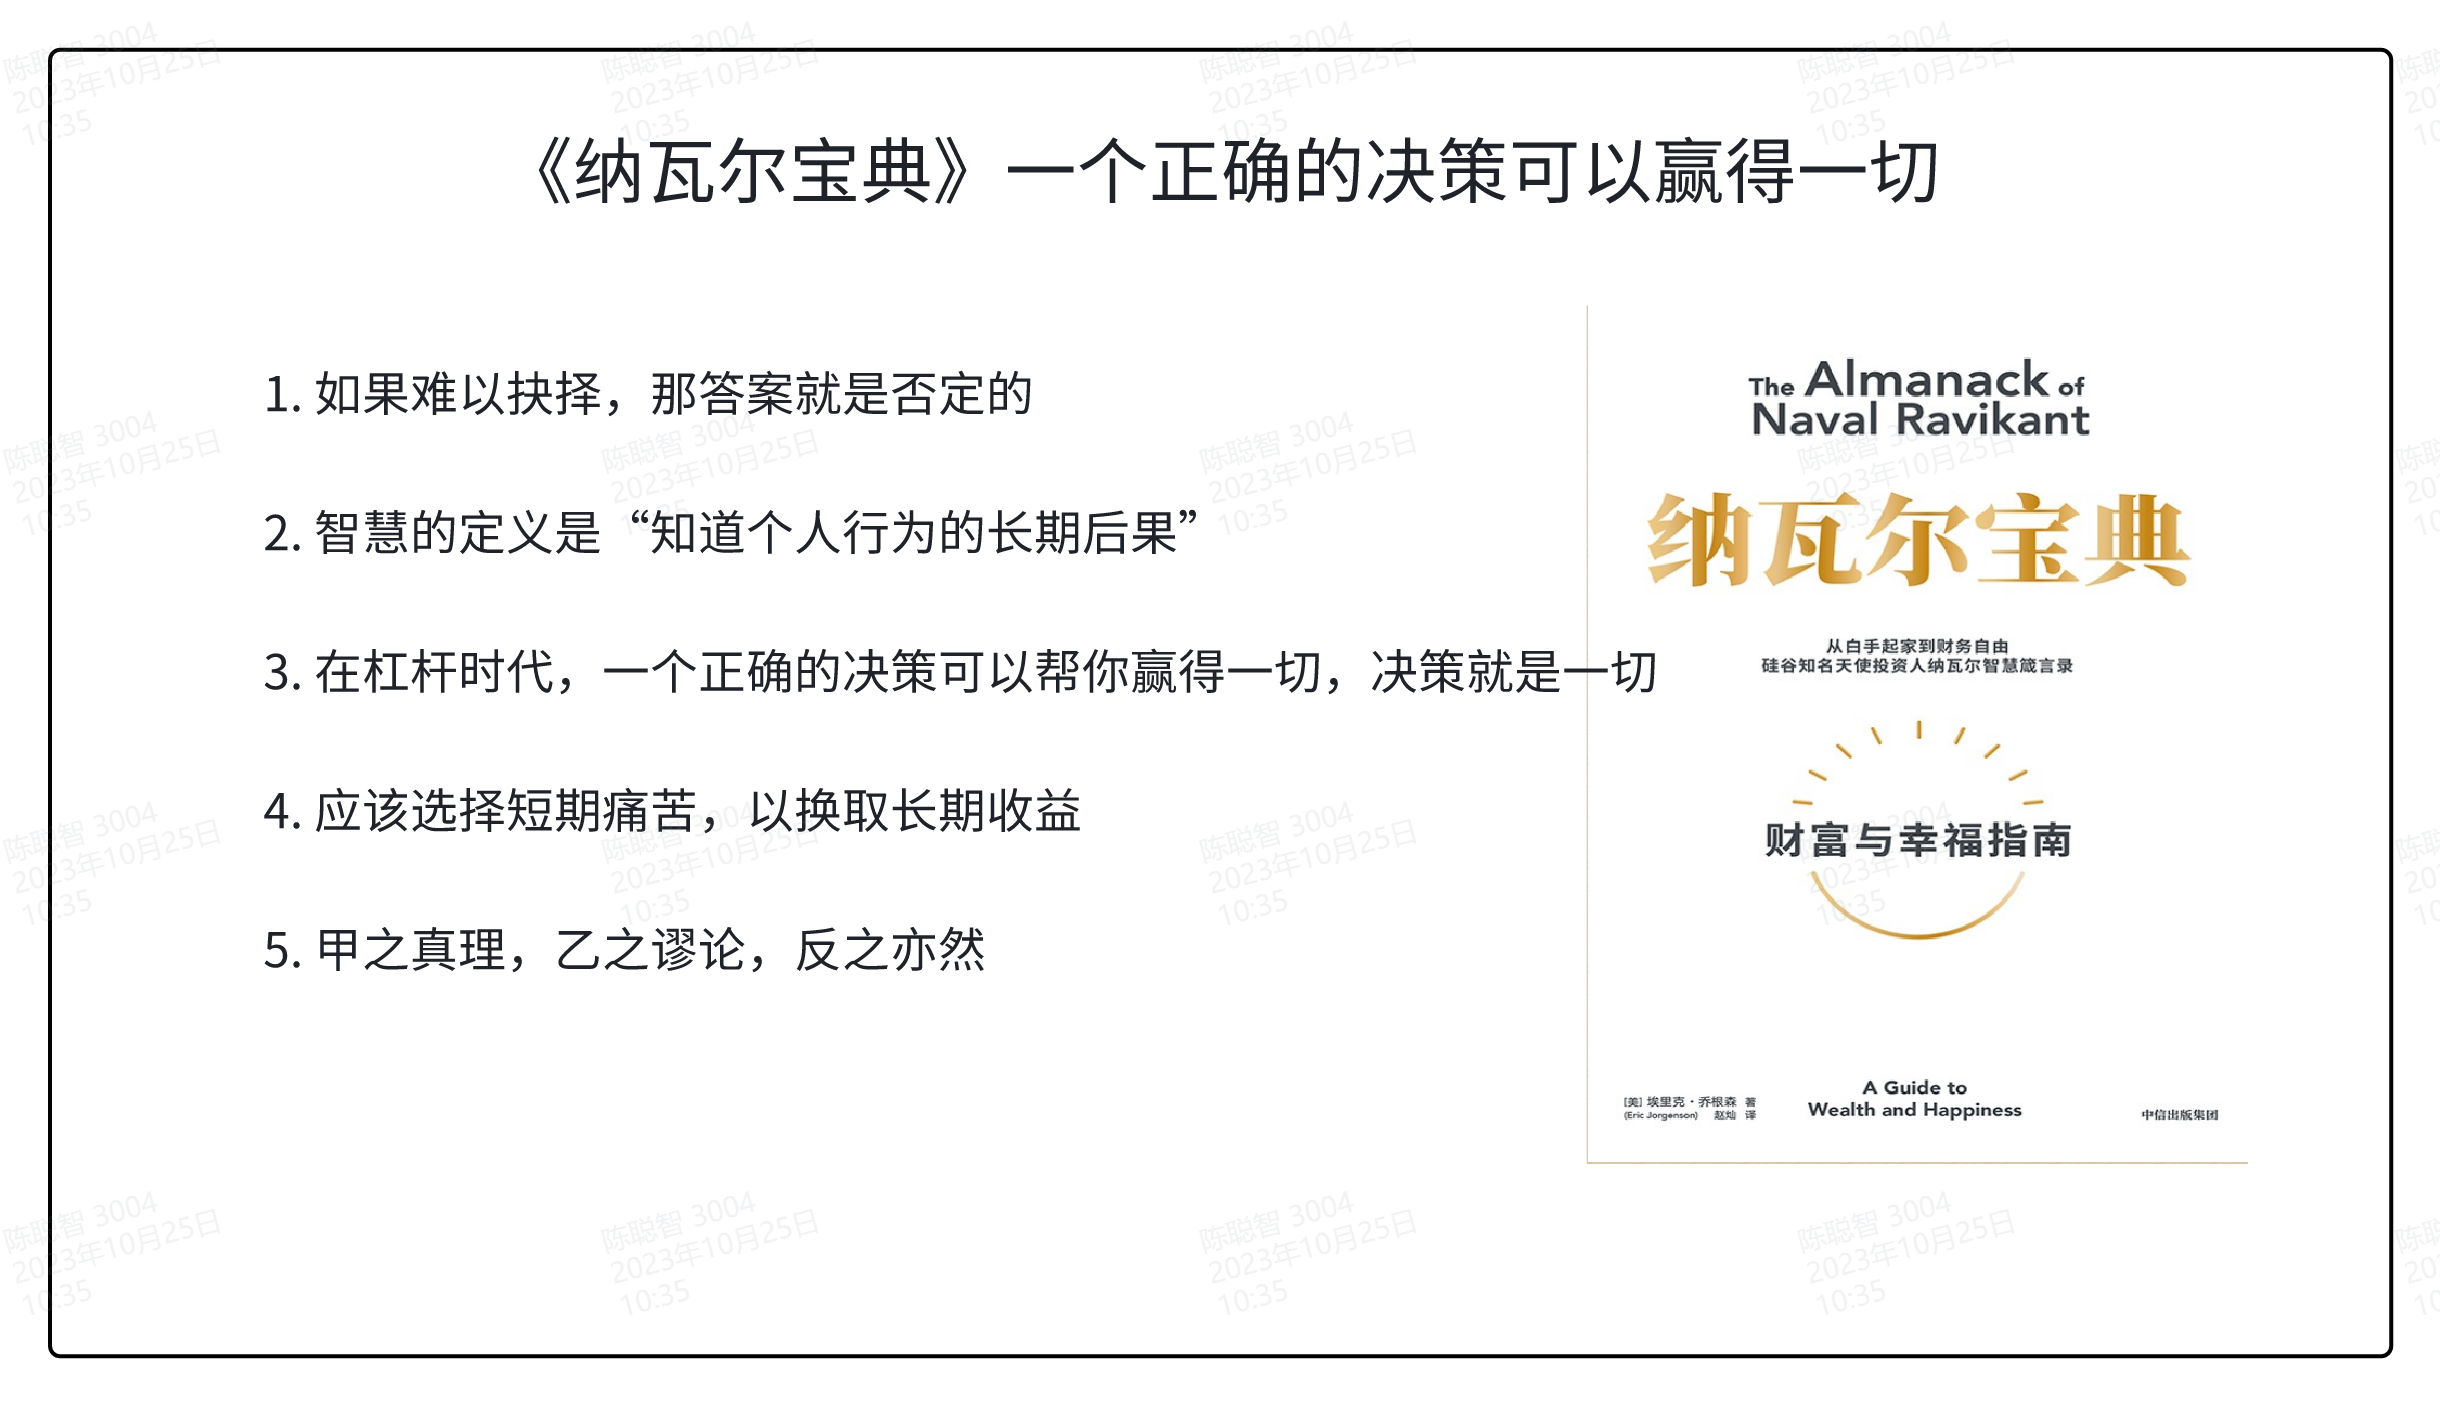 《纳瓦尔宝典》一个正确的决策可以赢得一切
1. 如果难以抉择，那答案就是否定的
2. 智慧的定义是“知道个人行为的长期后果”
3. 在杠杆时代，一个正确的决策可以帮你赢得一切，决策就是一切
4. 应该选择短期痛苦，以换取长期收益
5. 甲之真理，乙之谬论，反之亦然
The Almanack of
Naval Ravikant
纳瓦尔宝典
从白手起家到财务自由
硅谷知名天使投资人纳瓦尔智慧箴言录
财富与幸福指南
[美] 埃里克·乔根森 著
(Eric Jorgenson) 赵灿 译
A Guide to
Wealth and Happiness
中信出版集团
陈聪智 3004
2023年10月25日
10:35